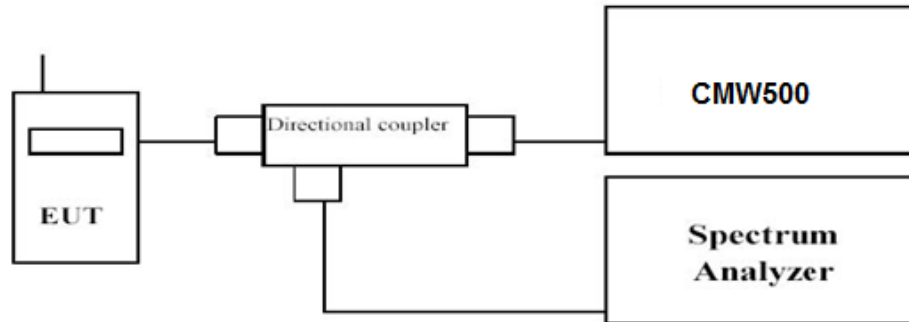 CMW500
Directional coupler
EUT
Spectrum
Analyzer